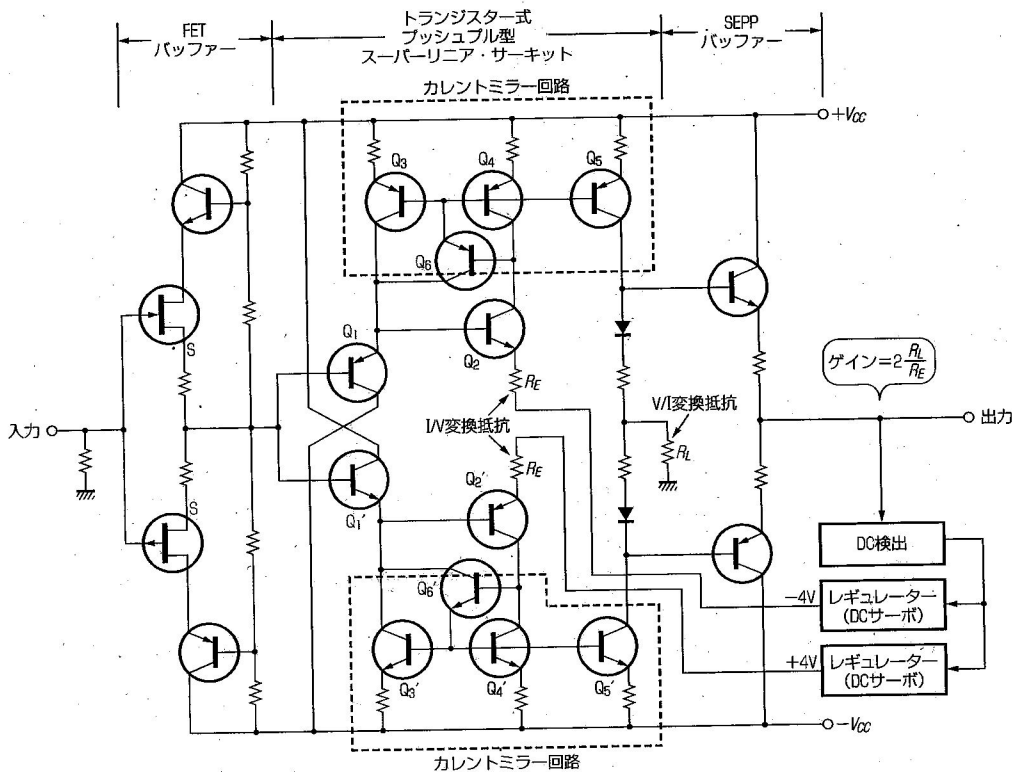 FET
バッファー
トランジスター式
プッシュプル型
スーパーリニア・サーキット
SEPP
バッファー
カレントミラー回路
+Vcc
Q3
Q4
Q5
Q6
Q1
Q2
S
RE
ゲイン=2 RL/RE
V/I変換抵抗
I/V変換抵抗
入力
出力
RL
RE
Q2′
S
Q1′
DC検出
Q6′
−4V
レギュレーター
(DCサーボ)
+4V
レギュレーター
(DCサーボ)
Q3′
Q4′
Q5′
−Vcc
カレントミラー回路